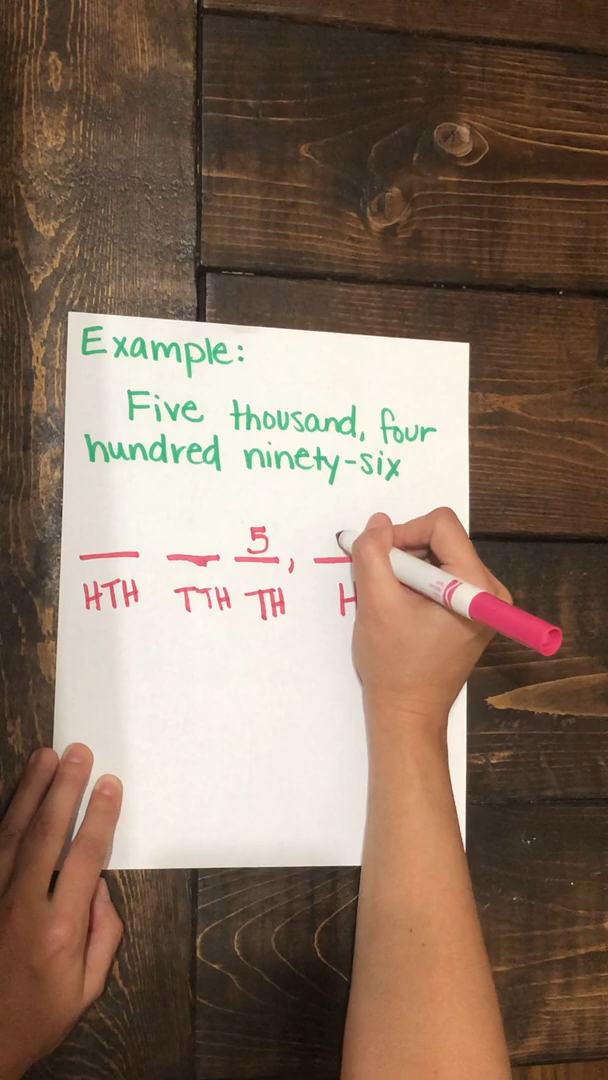 Example:
Five thousand, four
hundred ninety-six
5,
HTH TTH TH H